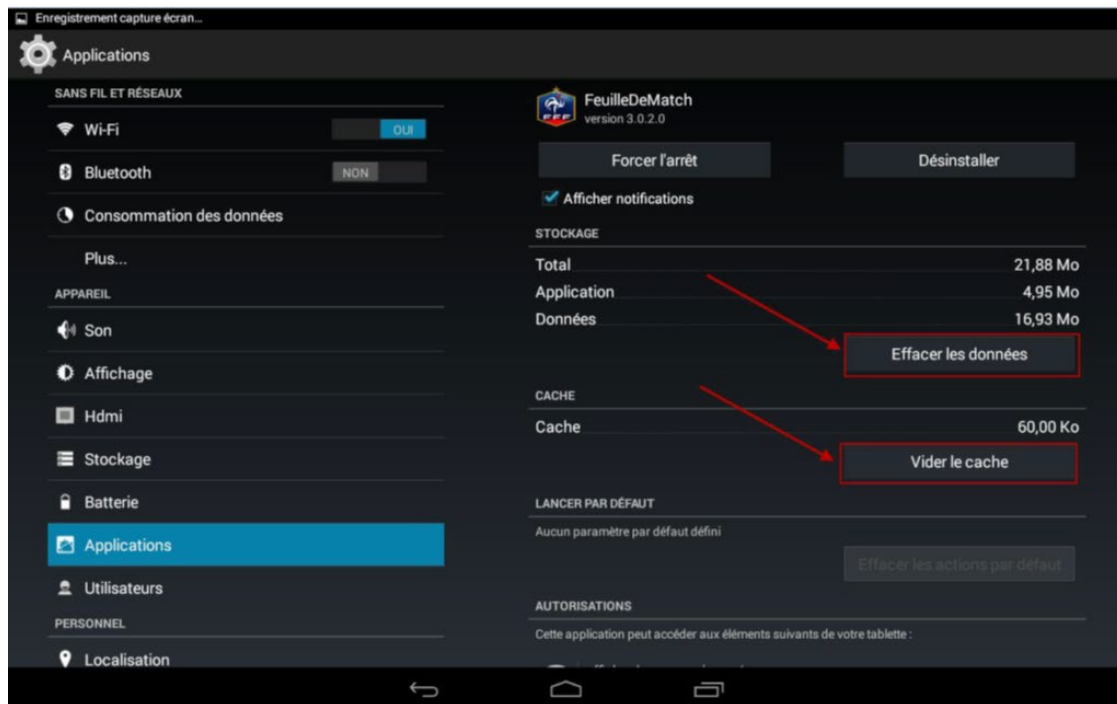 Enregistrement capture écran...
Applications
SANS FIL ET RÉSEAUX
Wi-Fi
OUI
Bluetooth
NON
Consommation des données
Plus...
APPAREIL
Son
Affichage
Hdmi
Stockage
Batterie
Applications
Utilisateurs
PERSONNEL
Localisation
FeuilleDeMatch
version 3.0.2.0
Forcer l'arrêt
Désinstaller
Afficher notifications
STOCKAGE
Total 21,88 Mo
Application 4,95 Mo
Données 16,93 Mo
Effacer les données
CACHE
Cache 60,00 Ko
Vider le cache
LANCER PAR DÉFAUT
Aucun paramètre par défaut défini
Effacer les actions par défaut
AUTORISATIONS
Cette application peut accéder aux éléments suivants de votre tablette :